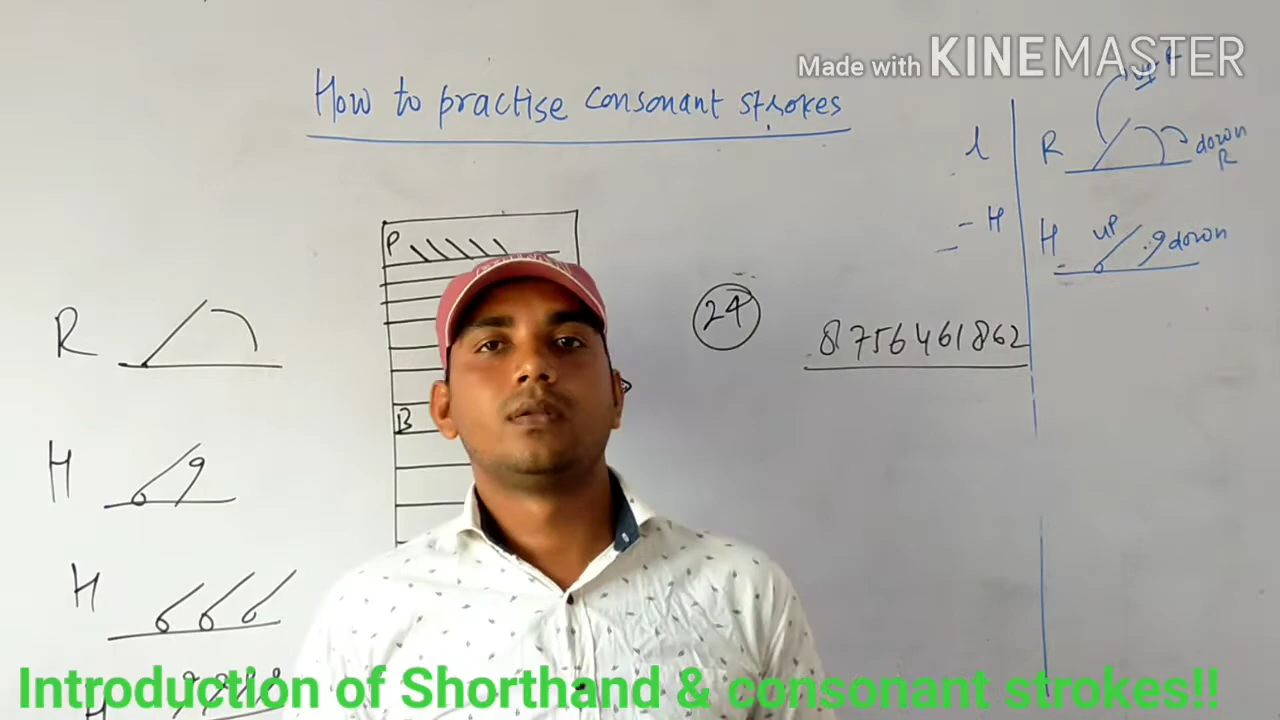 Made with KINEMASTER
How to practise consonant strokes
R
down
R
H
H up down
P
24
8756461862
R
B
H
H
Introduction of Shorthand & consonant strokes!!
H